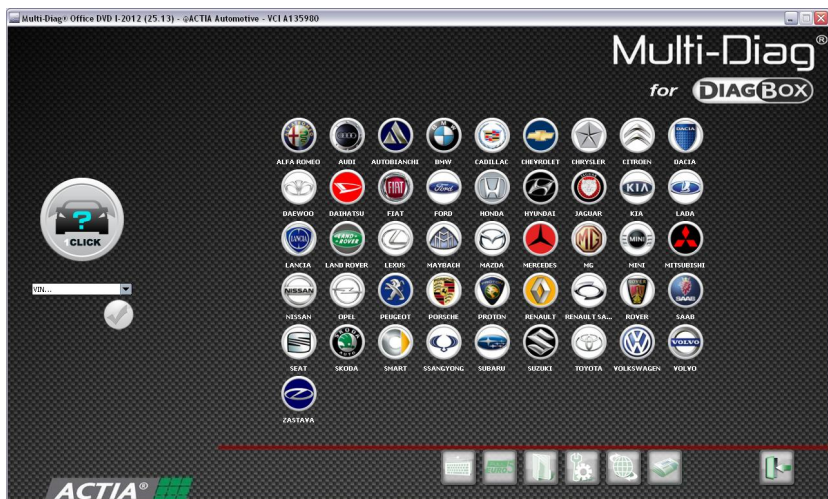 Multi-Diag® Office DVD I-2012 (25.13) - @ACTIA Automotive - VCI A135980
Multi-Diag®
for DIAGBOX
ALFA ROMEO AUDI AUTOBIANCHI BMW CADILLAC CHEVROLET CHRYSLER CITROEN DACIA
DAEWOO DAIHATSU FIAT FORD HONDA HYUNDAI JAGUAR KIA LADA
?
1CLICK
LANCIA LAND ROVER LEXUS MAYBACH MAZDA MERCEDES MG MINI MITSUBISHI
VIN...
NISSAN OPEL PEUGEOT PORSCHE PROTON RENAULT RENAULT SA... ROVER SAAB
SEAT SKODA SMART SSANGYONG SUBARU SUZUKI TOYOTA VOLKSWAGEN VOLVO
ZASTAVA
ACTIA®